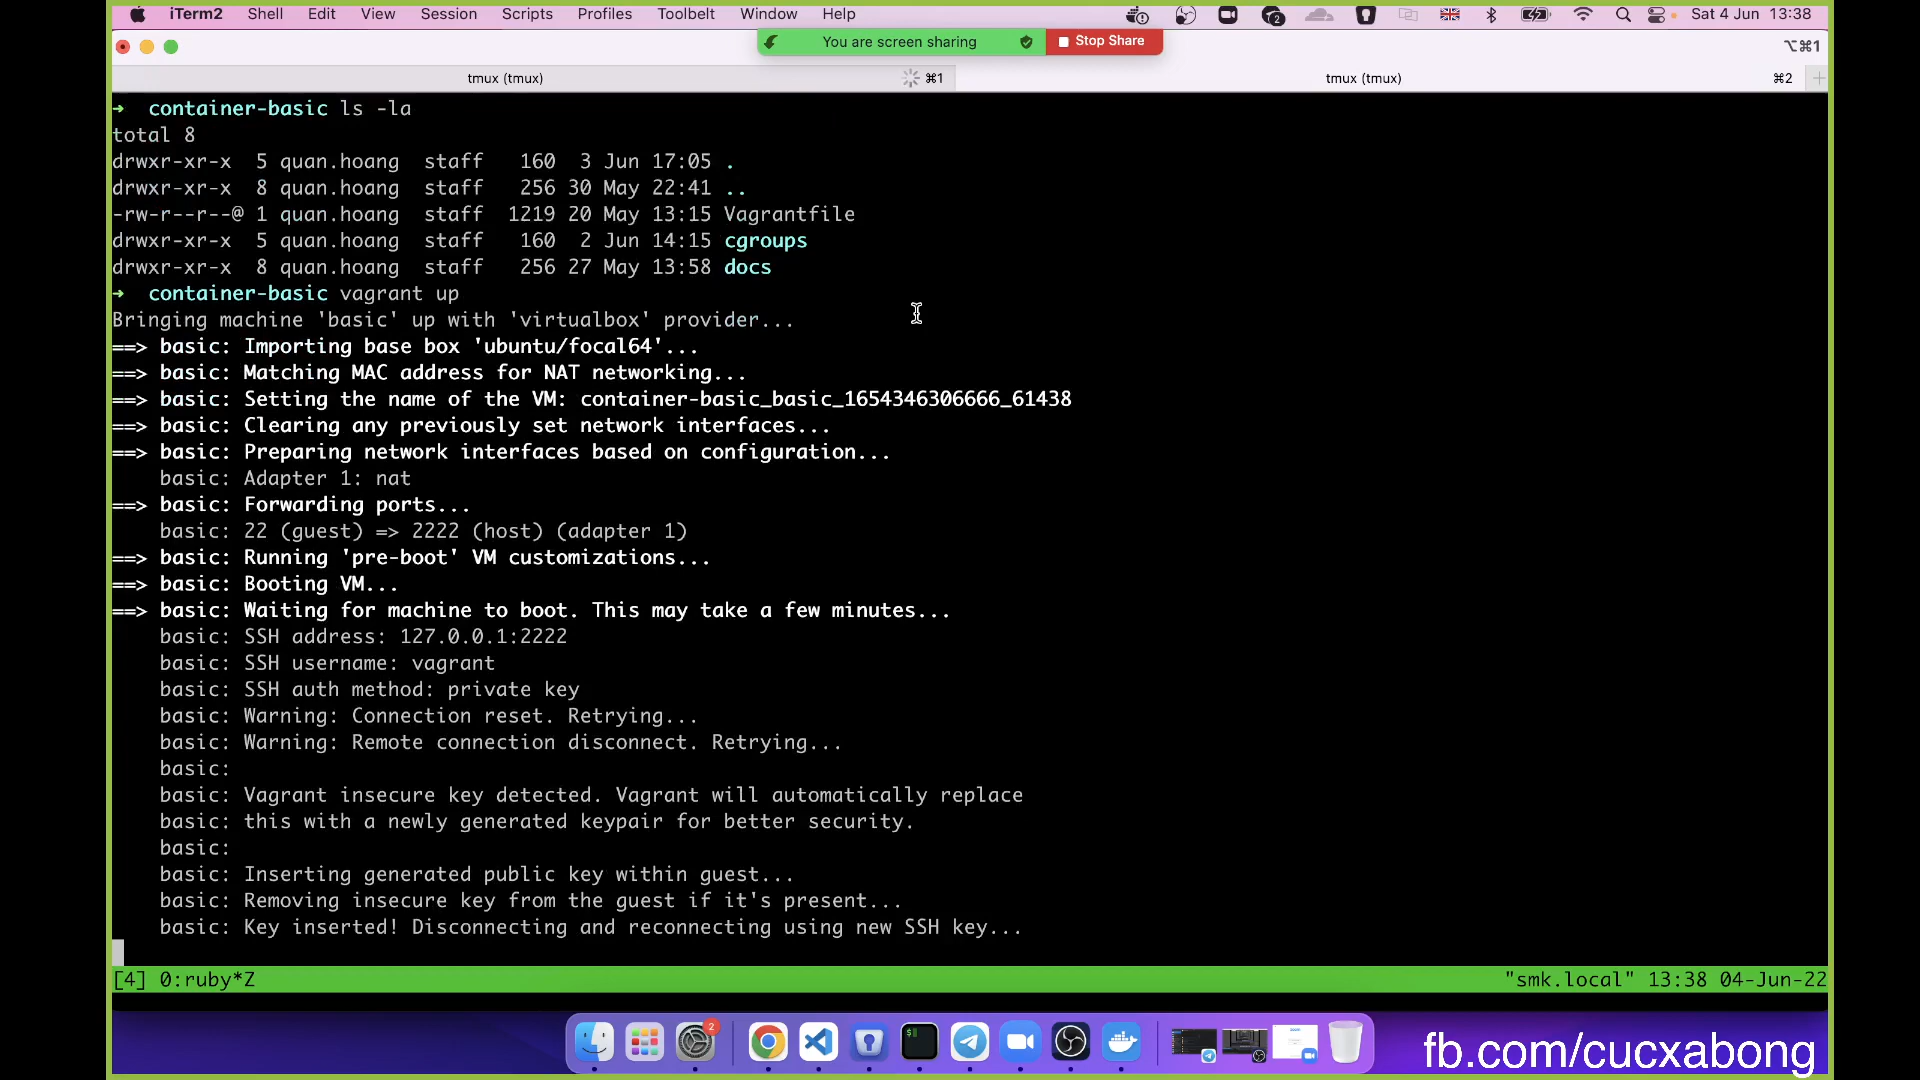 iTerm2 Shell Edit View Session Scripts Profiles Toolbelt Window Help 2 Sat 4 Jun 13:38
You are screen sharing Stop Share
⌥⌘1
tmux (tmux) ⌘1 tmux (tmux) ⌘2 +
➜ container-basic ls -la
total 8
drwxr-xr-x 5 quan.hoang staff 160 3 Jun 17:05 .
drwxr-xr-x 8 quan.hoang staff 256 30 May 22:41 ..
-rw-r--r--@ 1 quan.hoang staff 1219 20 May 13:15 Vagrantfile
drwxr-xr-x 5 quan.hoang staff 160 2 Jun 14:15 cgroups
drwxr-xr-x 8 quan.hoang staff 256 27 May 13:58 docs
➜ container-basic vagrant up
Bringing machine 'basic' up with 'virtualbox' provider...
==> basic: Importing base box 'ubuntu/focal64'...
==> basic: Matching MAC address for NAT networking...
==> basic: Setting the name of the VM: container-basic_basic_1654346306666_61438
==> basic: Clearing any previously set network interfaces...
==> basic: Preparing network interfaces based on configuration...
basic: Adapter 1: nat
==> basic: Forwarding ports...
basic: 22 (guest) => 2222 (host) (adapter 1)
==> basic: Running 'pre-boot' VM customizations...
==> basic: Booting VM...
==> basic: Waiting for machine to boot. This may take a few minutes...
basic: SSH address: 127.0.0.1:2222
basic: SSH username: vagrant
basic: SSH auth method: private key
basic: Warning: Connection reset. Retrying...
basic: Warning: Remote connection disconnect. Retrying...
basic:
basic: Vagrant insecure key detected. Vagrant will automatically replace
basic: this with a newly generated keypair for better security.
basic:
basic: Inserting generated public key within guest...
basic: Removing insecure key from the guest if it's present...
basic: Key inserted! Disconnecting and reconnecting using new SSH key...
[4] 0:ruby*Z "smk.local" 13:38 04-Jun-22
2
fb.com/cucxabong